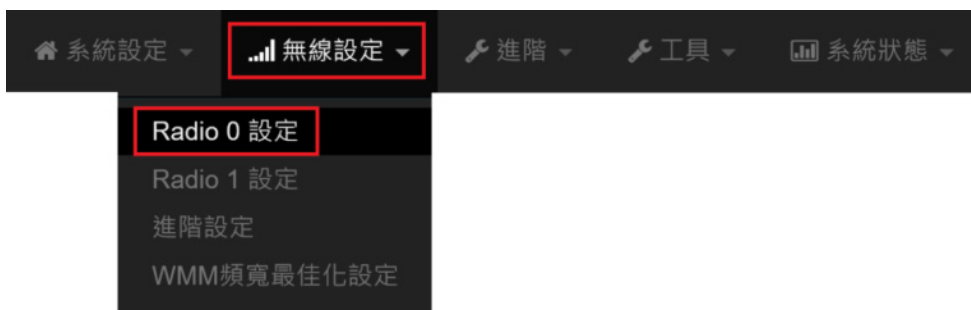 系統設定 無線設定 進階 工具 系統狀態
Radio 0 設定
Radio 1 設定
進階設定
WMM頻寬最佳化設定